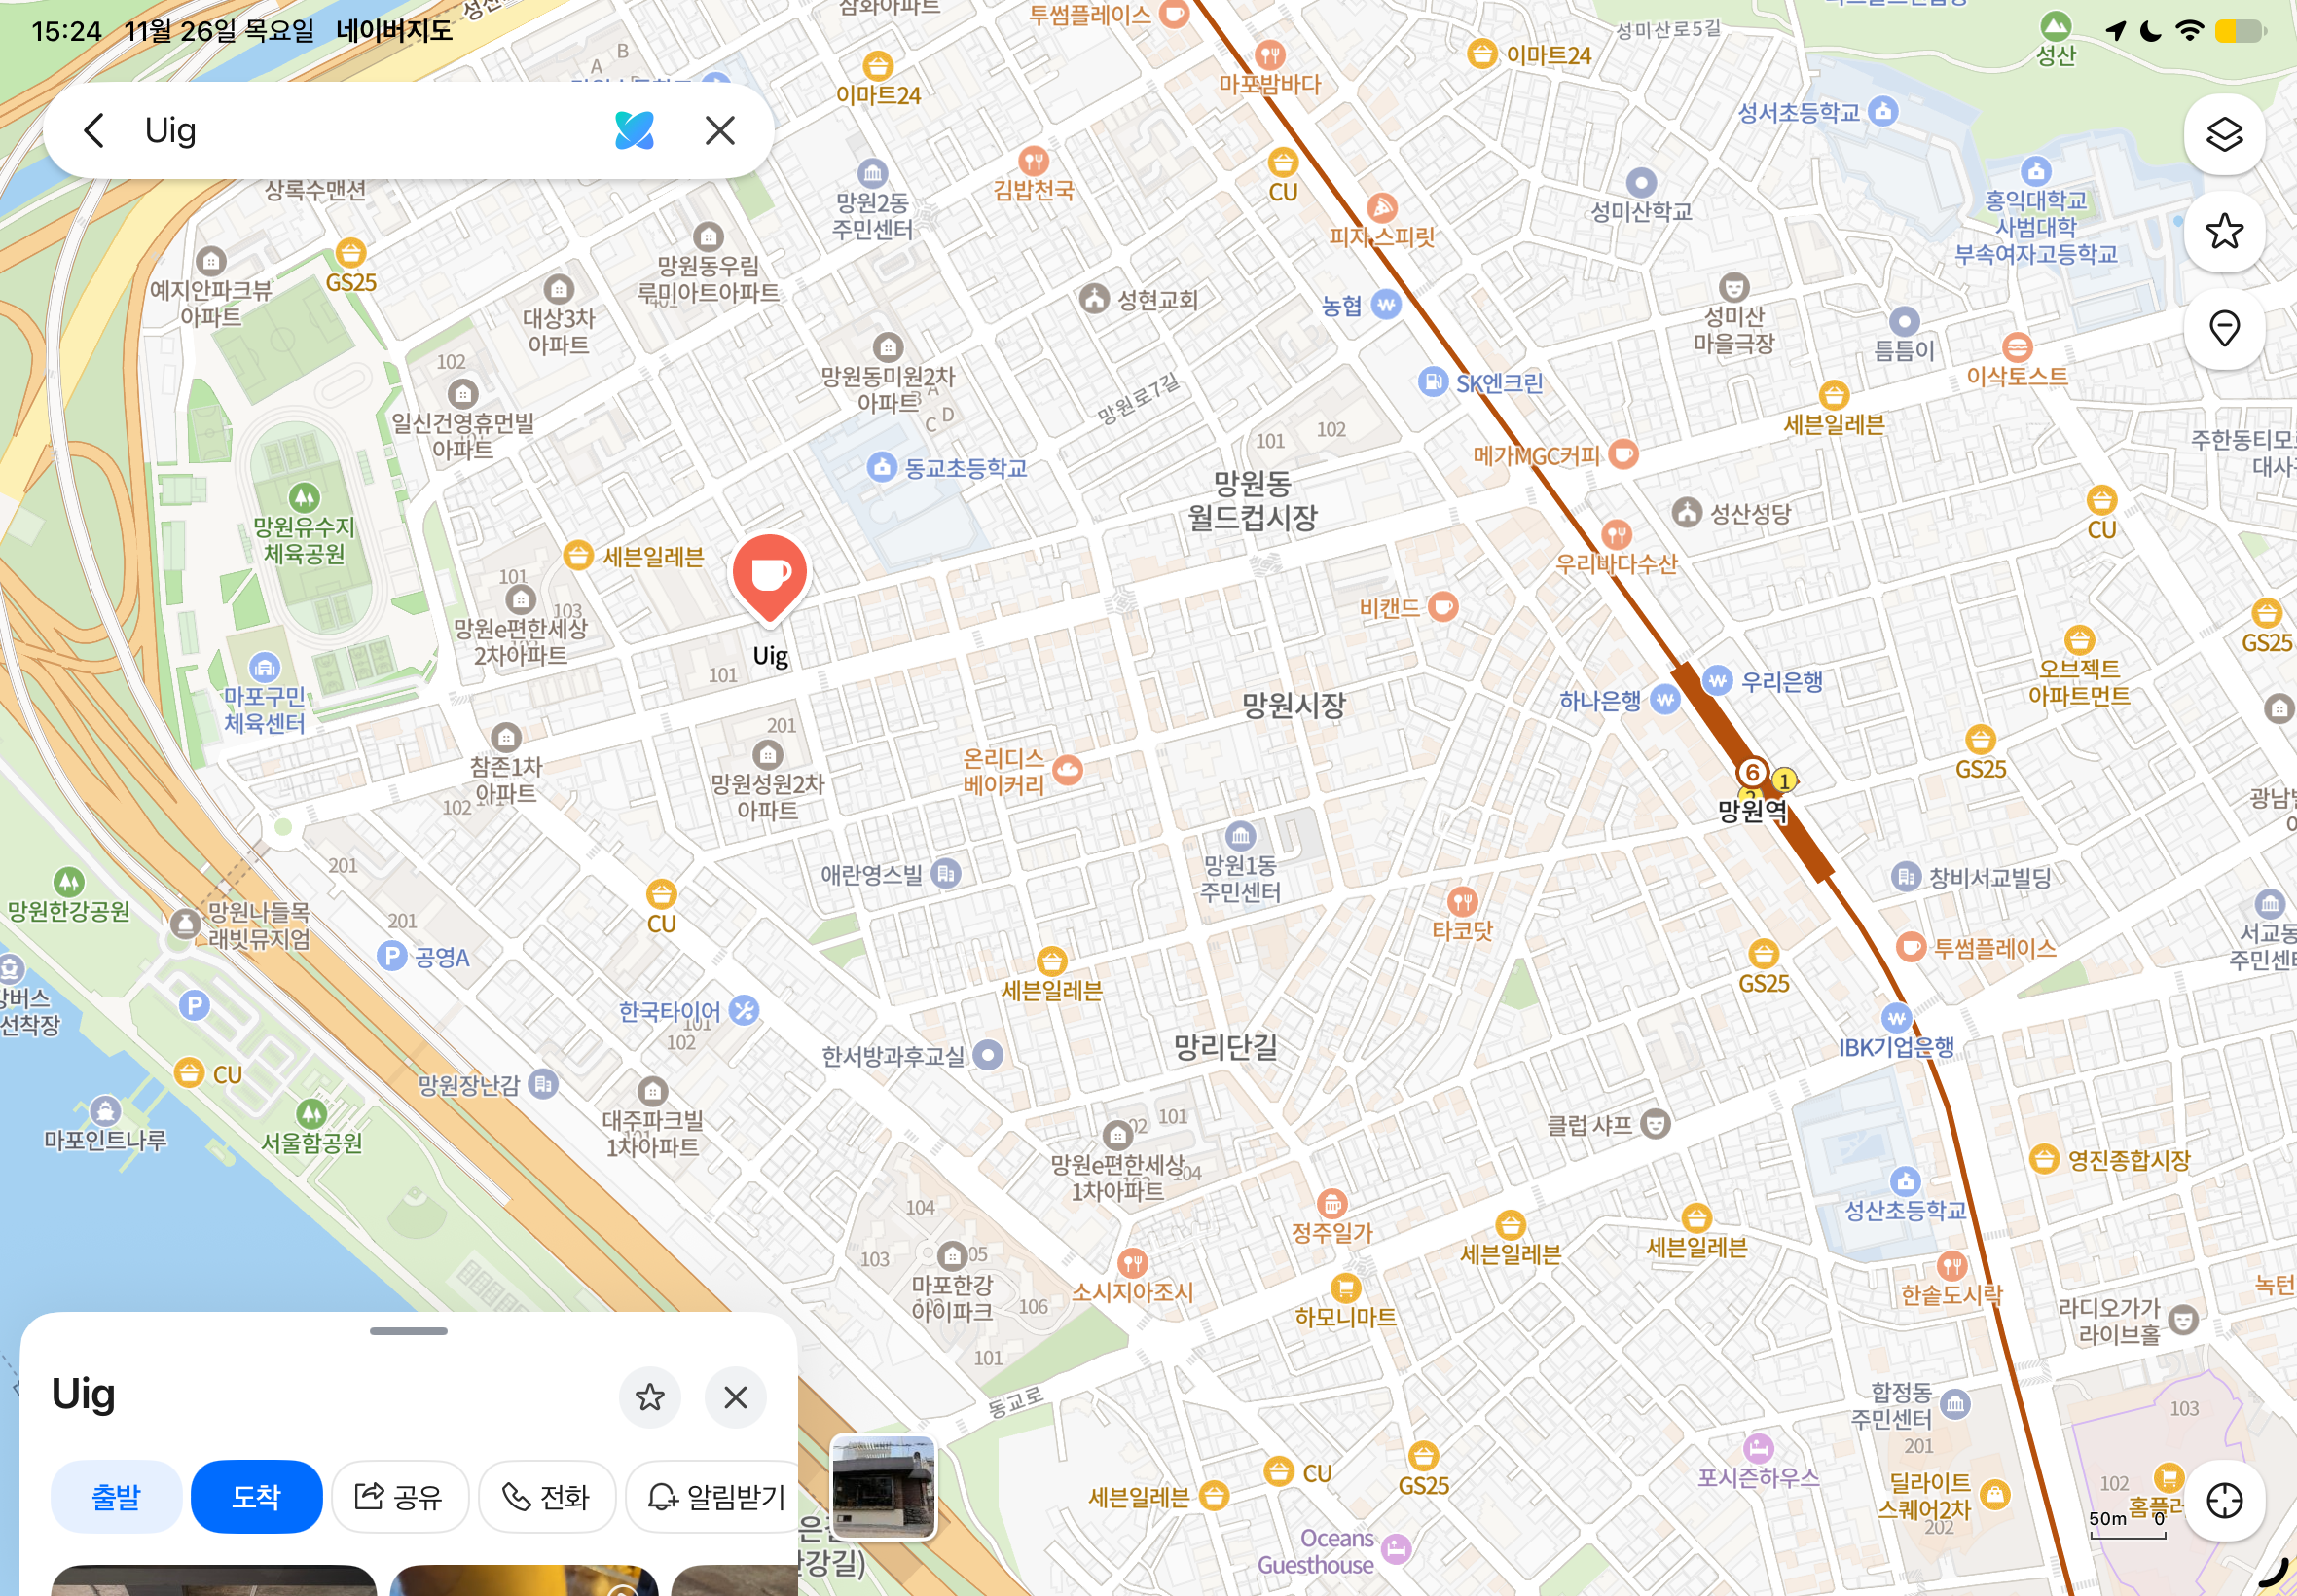 15:24 11월 26일 목요일 네이버지도
Uig
삼화아파트
투썸플레이스
마포밤바다
이마트24
성미산로5길
성산
A
B
이마트24
성서초등학교
상록수맨션
망원2동
주민센터
김밥천국
CU
피자스피릿
성미산학교
홍익대학교
사범대학
부속여자고등학교
예지안파크뷰
아파트
GS25
망원동우림
루미아트아파트
대상3차
아파트
성현교회
농협
성미산
마을극장
틈틈이
이삭토스트
102
일신건영휴먼빌
아파트
망원동미원2차
아파트
A
B
C
D
망원로7길
SK엔크린
세븐일레븐
동교초등학교
101
102
메가MGC커피
망원동
월드컵시장
성산성당
CU
망원유수지
체육공원
세븐일레븐
우리바다수산
101
103
망원e편한세상
2차아파트
비캔드
GS25
오브젝트
아파트먼트
마포구민
체육센터
Uig
101
하나은행
우리은행
망원시장
201
참존1차
아파트
102
망원성원2차
아파트
온리디스
베이커리
6
1
2
망원역
GS25
201
애란영스빌
망원1동
주민센터
창비서교빌딩
망원한강공원
망원나들목
래빗뮤지엄
201
CU
타코닷
투썸플레이스
공영A
세븐일레븐
GS25
한국타이어
101
102
IBK기업은행
선착장
CU
한서방과후교실
망리단길
망원장난감
마포인트나루
서울함공원
대주파크빌
1차아파트
101
클럽 샤프
망원e편한세상
1차아파트
104
영진종합시장
104
성산초등학교
정주일가
세븐일레븐
세븐일레븐
103
마포한강
아이파크
106
소시지아조시
하모니마트
한솥도시락
라디오가가
라이브홀
101
동교로
합정동
주민센터
103
201
포시즌하우스
CU
GS25
세븐일레븐
딜라이트
스퀘어2차
202
102
Oceans
Guesthouse
50m 0
Uig
출발
도착
공유
전화
알림받기